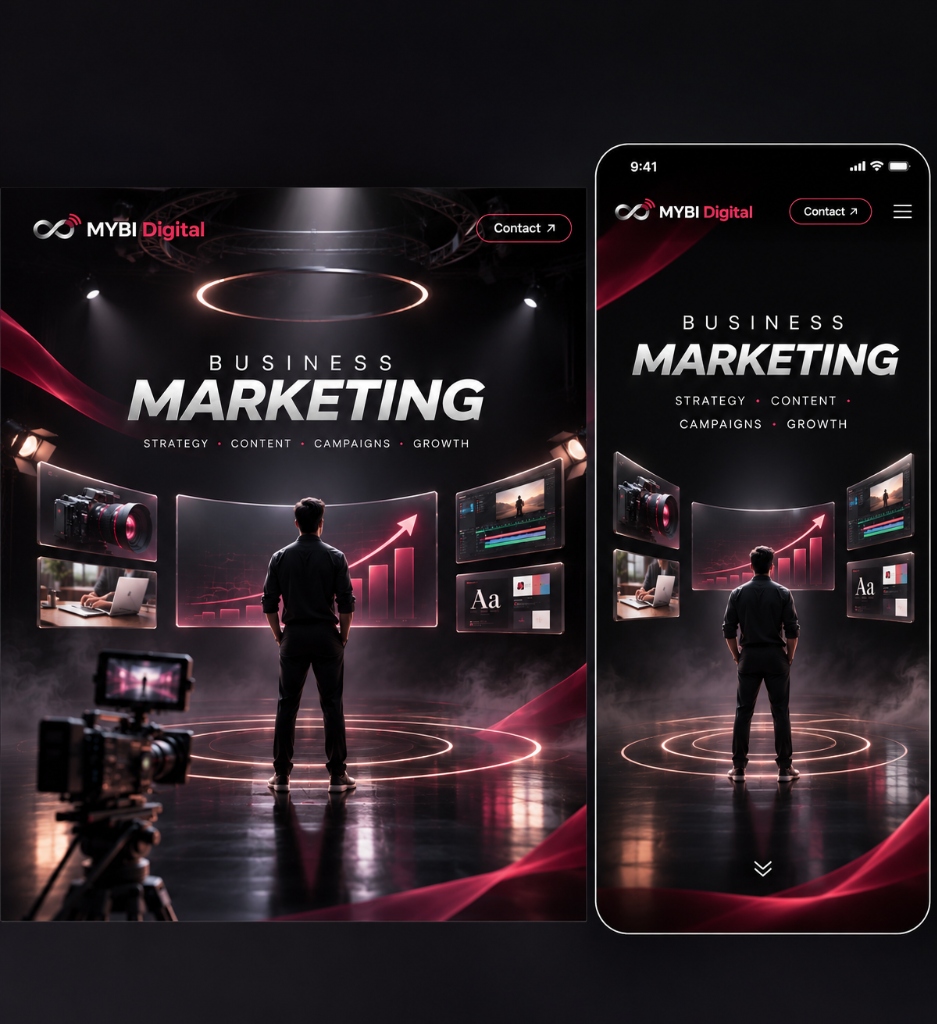 MYBI Digital
Contact ↗
BUSINESS
MARKETING
STRATEGY • CONTENT • CAMPAIGNS • GROWTH
Aa
9:41
MYBI Digital
Contact ↗
BUSINESS
MARKETING
STRATEGY • CONTENT •
CAMPAIGNS • GROWTH
Aa